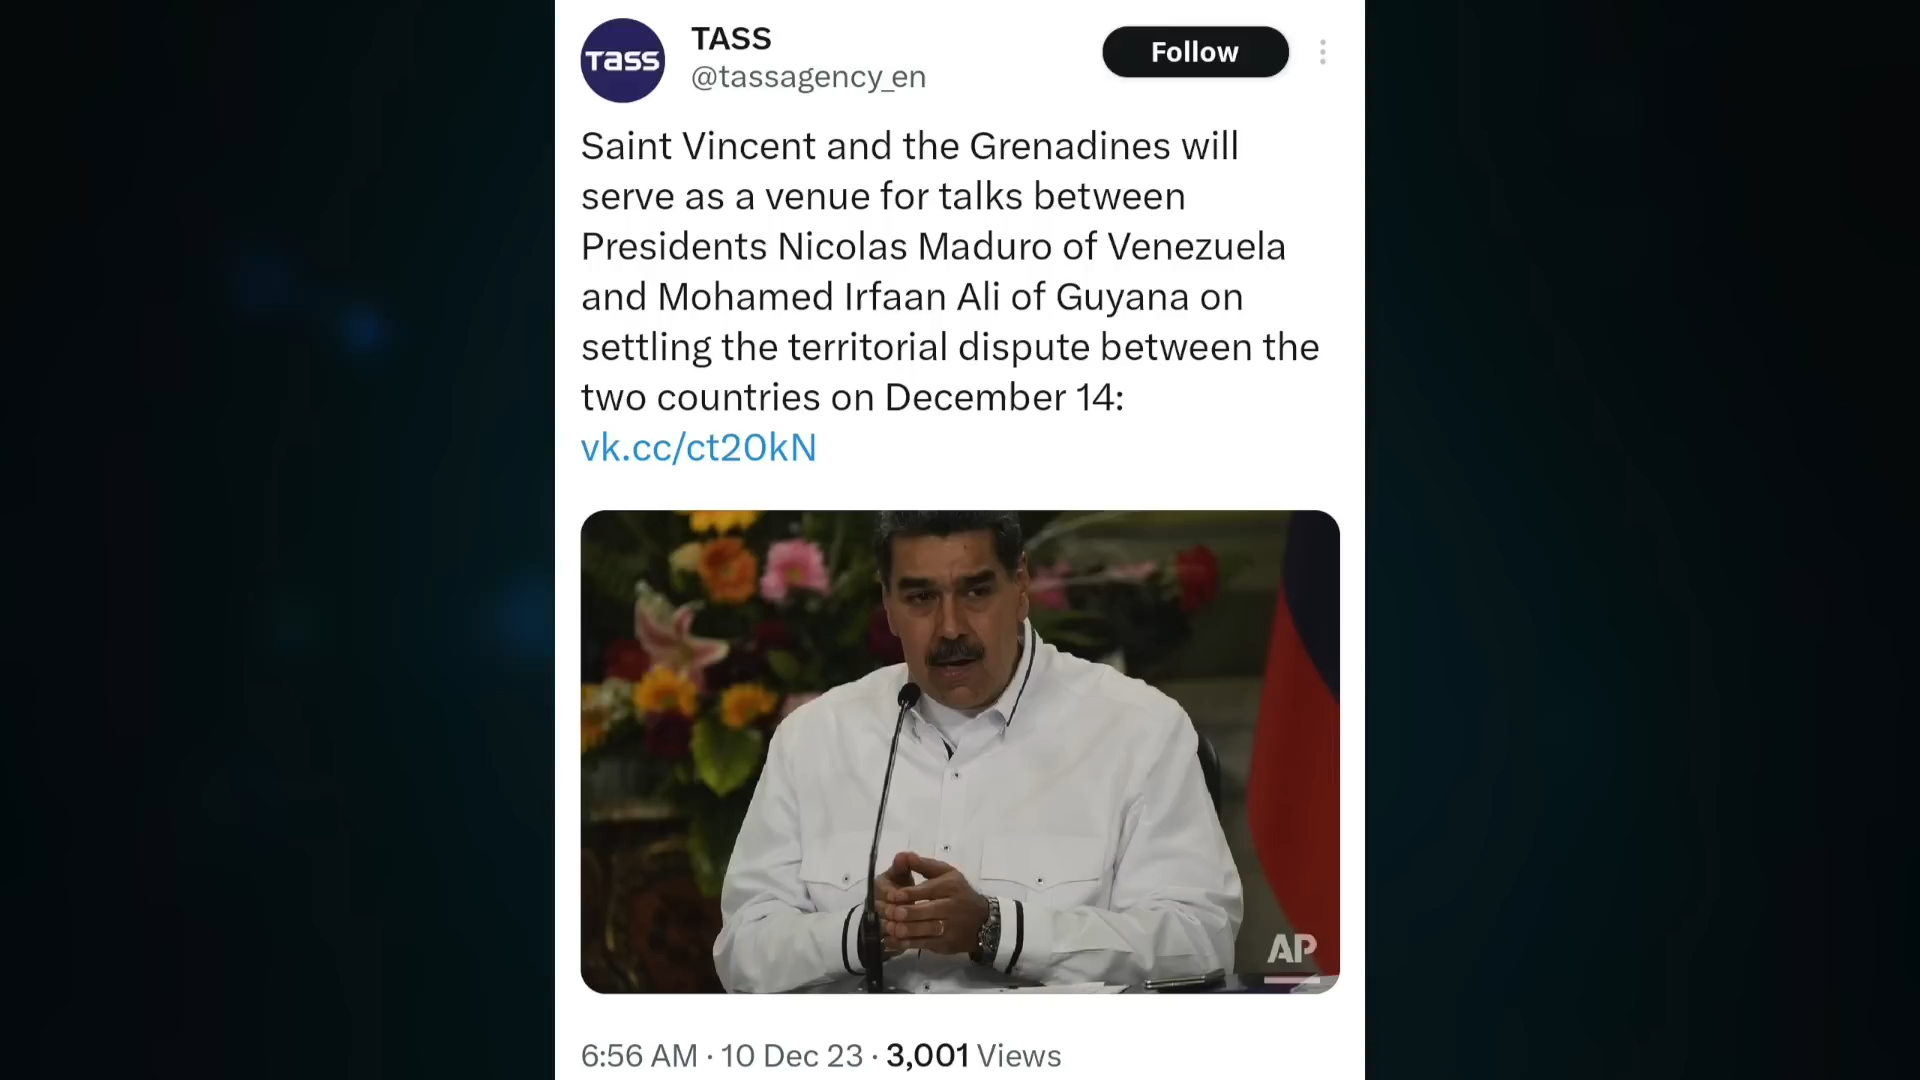 TASS
TASS
@tassagency_en
Follow
Saint Vincent and the Grenadines will
serve as a venue for talks between
Presidents Nicolas Maduro of Venezuela
and Mohamed Irfaan Ali of Guyana on
settling the territorial dispute between the
two countries on December 14:
vk.cc/ct20kN
AP
6:56 AM · 10 Dec 23 · 3,001 Views